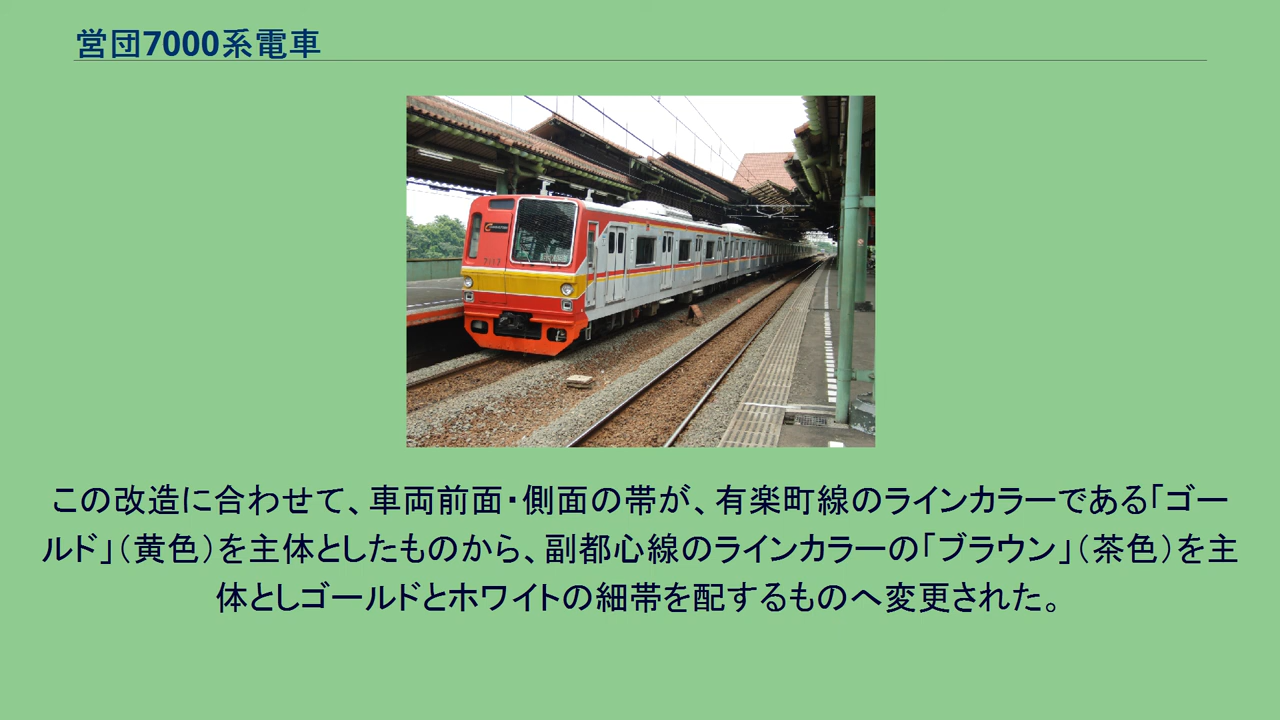 営団7000系電車
この改造に合わせて、車両前面・側面の帯が、有楽町線のラインカラーである「ゴー
ルド」（黄色）を主体としたものから、副都心線のラインカラーの「ブラウン」（茶色）を主
体としゴールドとホワイトの細帯を配するものへ変更された。